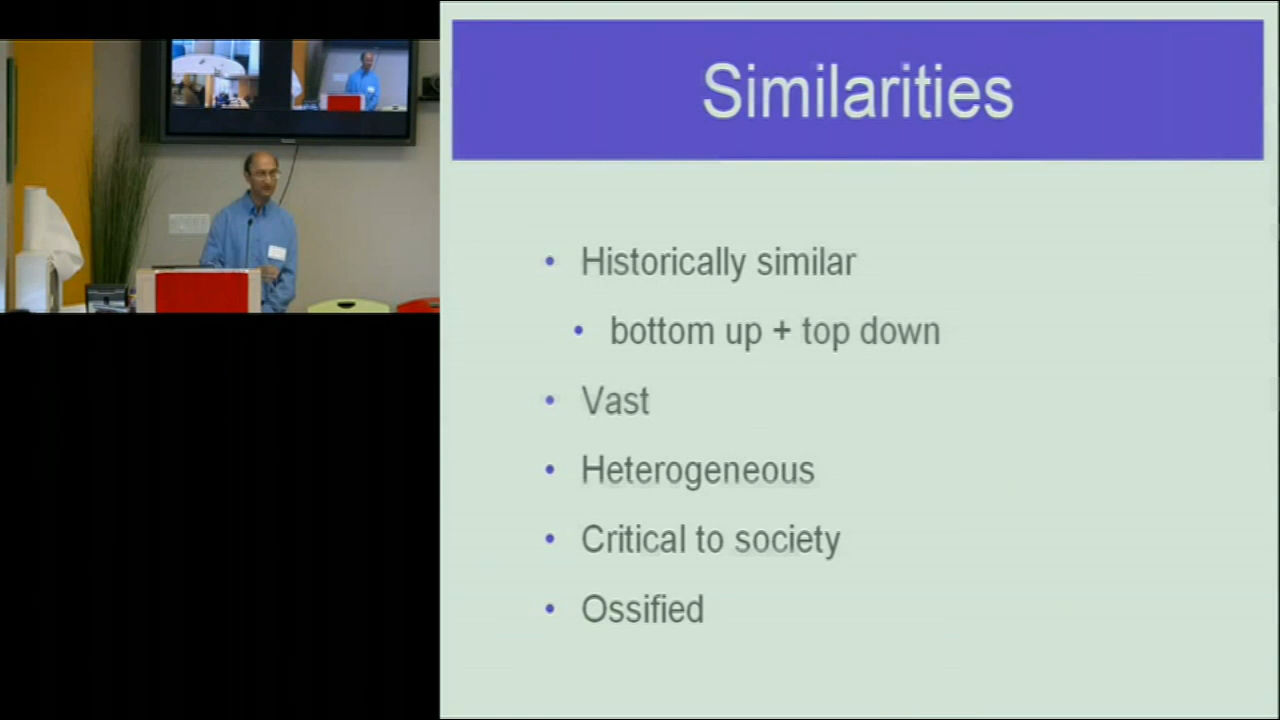 Similarities
• Historically similar
• bottom up + top down
• Vast
• Heterogeneous
• Critical to society
• Ossified